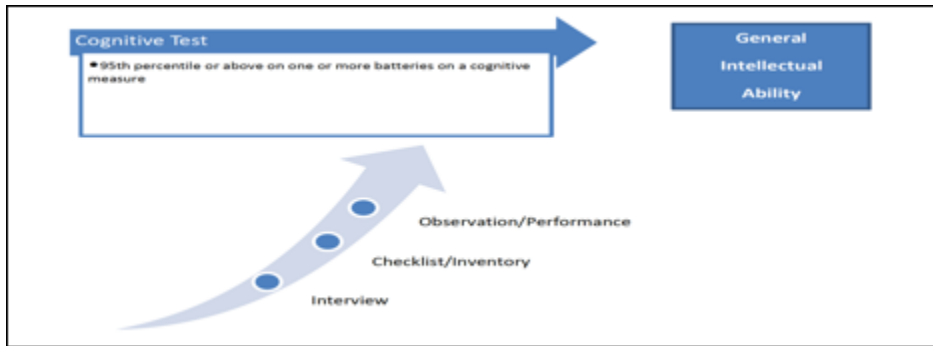 Cognitive Test
•95th percentile or above on one or more batteries on a cognitive
measure
General
Intellectual
Ability
Observation/Performance
Checklist/Inventory
Interview